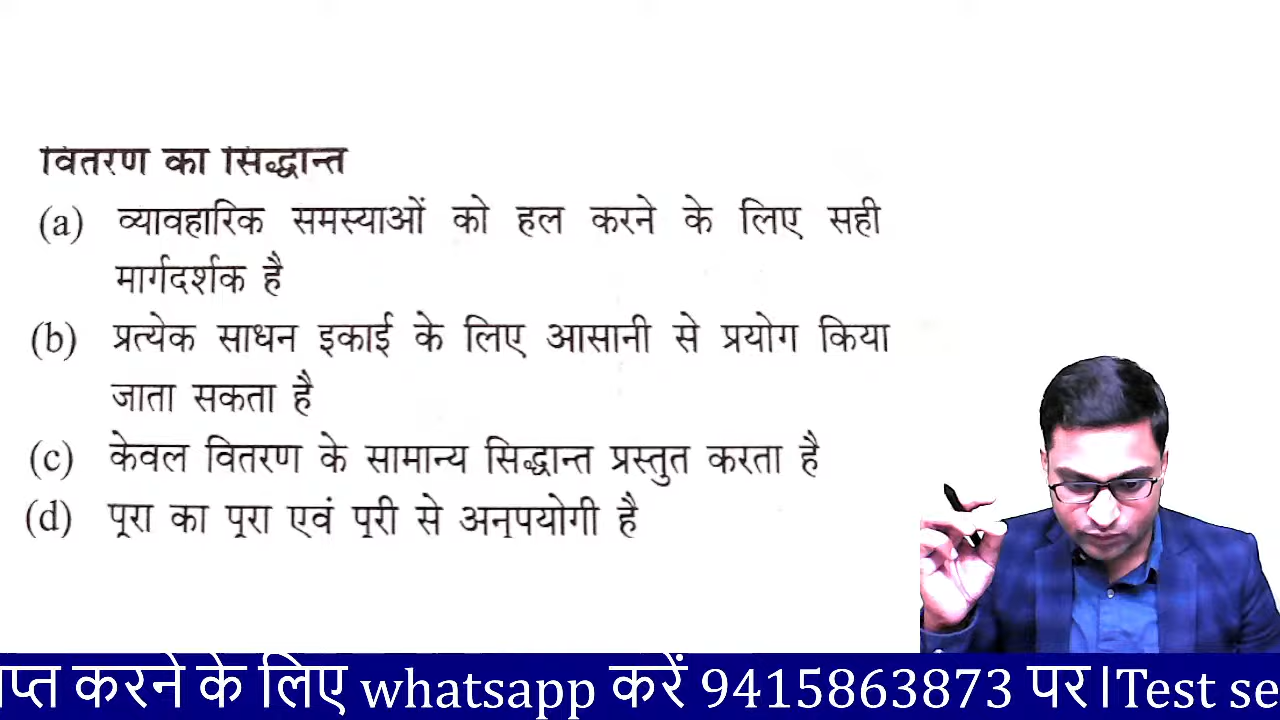 वितरण का सिद्धान्त
(a) व्यावहारिक समस्याओं को हल करने के लिए सही
मार्गदर्शक है
(b) प्रत्येक साधन इकाई के लिए आसानी से प्रयोग किया
जाता सकता है
(c) केवल वितरण के सामान्य सिद्धान्त प्रस्तुत करता है
(d) पूरा का पूरा एवं पूरी से अनुपयोगी है
करने के लिए whatsapp करें 9415863873 पर।Test